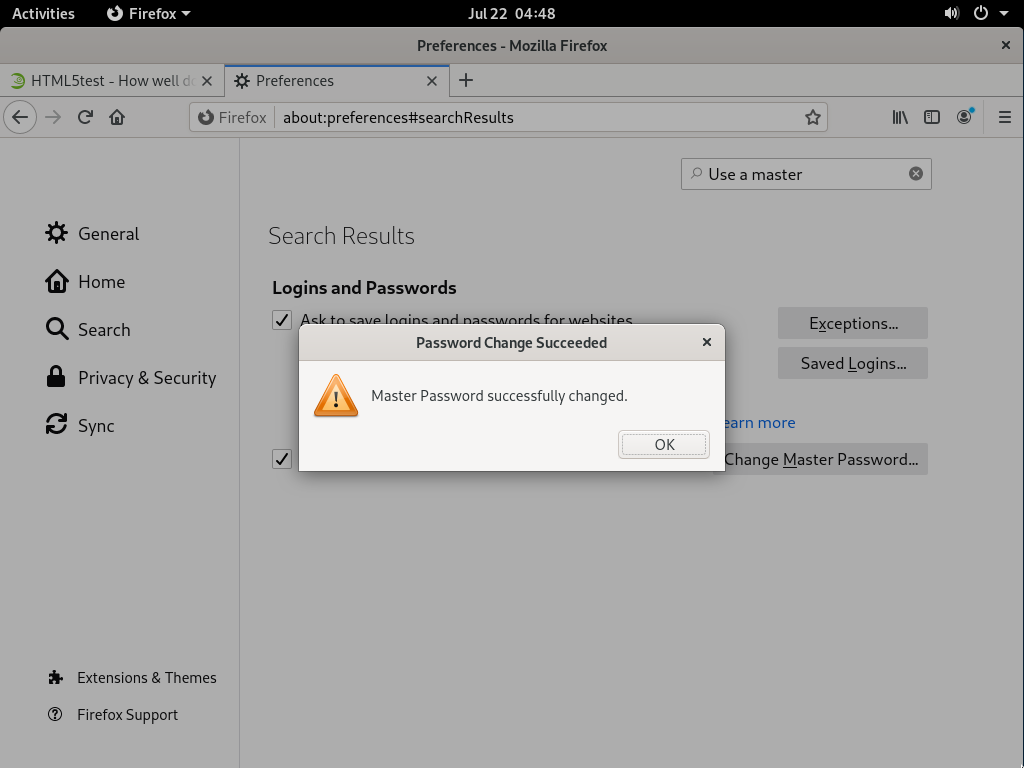 Activities
Firefox
Jul 22 04:48
Preferences - Mozilla Firefox
HTML5test - How well do
Preferences
Firefox
about:preferences#searchResults
Use a master
General
Home
Search
Privacy & Security
Sync
Extensions & Themes
Firefox Support
Search Results
Logins and Passwords
Ask to save logins and passwords for websites
Exceptions...
Saved Logins...
earn more
Change Master Password...
Password Change Succeeded
Master Password successfully changed.
OK